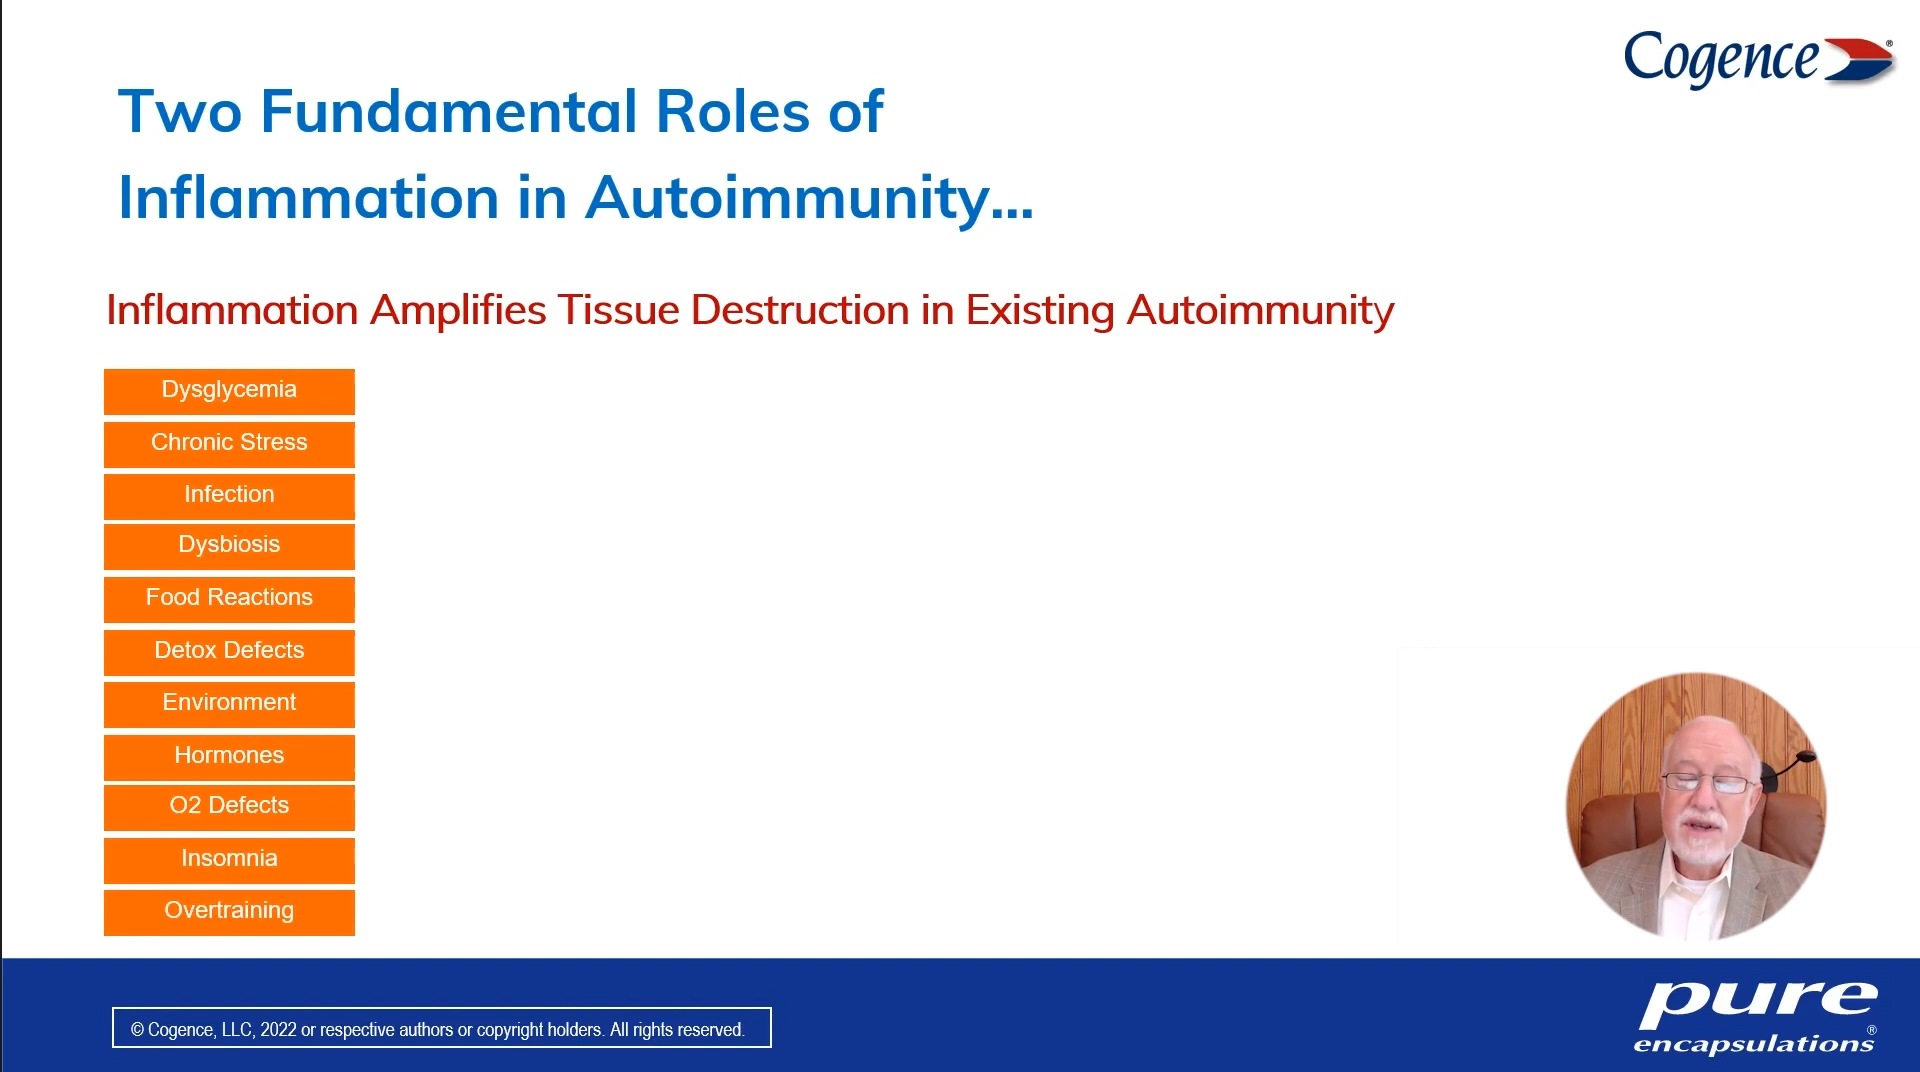 Cogence®
Two Fundamental Roles of
Inflammation in Autoimmunity...
Inflammation Amplifies Tissue Destruction in Existing Autoimmunity
Dysglycemia
Chronic Stress
Infection
Dysbiosis
Food Reactions
Detox Defects
Environment
Hormones
O2 Defects
Insomnia
Overtraining
© Cogence, LLC, 2022 or respective authors or copyright holders. All rights reserved.
pure
encapsulations®